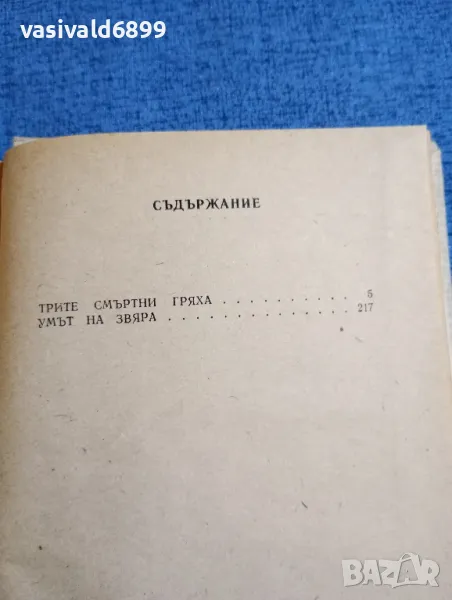 vasivald6899
СЪДЪРЖАНИЕ
ТРИТЕ СМЪРТНИ ГРЯХА . . . . . . . . . . . 5
УМЪТ НА ЗВЯРА . . . . . . . . . . . . . 217
BAZAR